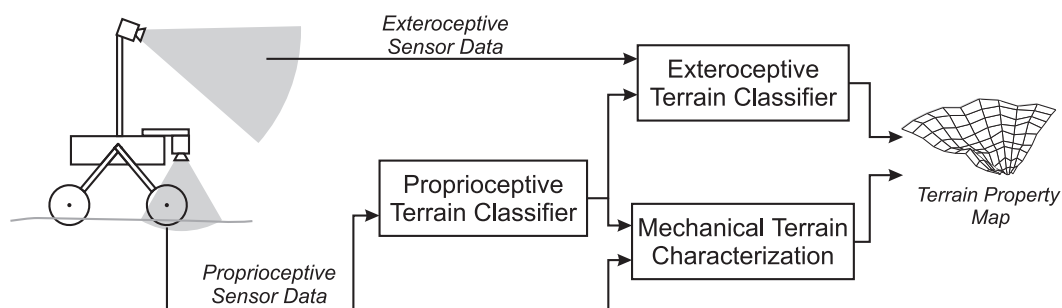 Exteroceptive
Sensor Data
Exteroceptive
Terrain Classifier
Proprioceptive
Terrain Classifier
Mechanical Terrain
Characterization
Terrain Property
Map
Proprioceptive
Sensor Data